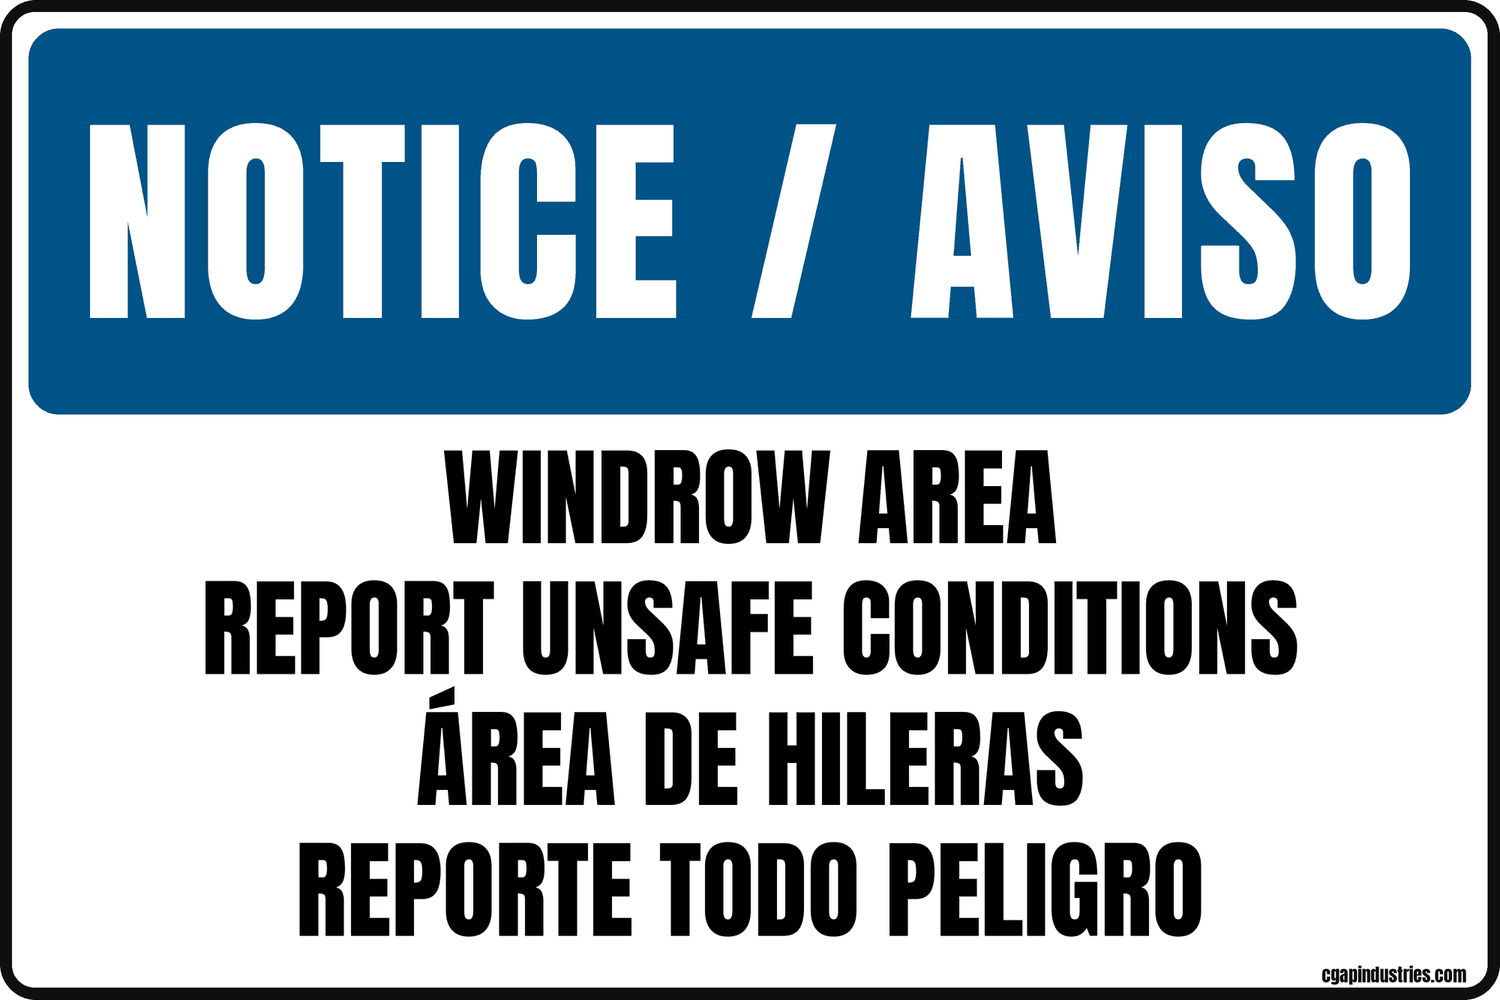 NOTICE / AVISO
WINDROW AREA
REPORT UNSAFE CONDITIONS
ÁREA DE HILERAS
REPORTE TODO PELIGRO
cgapindustries.com